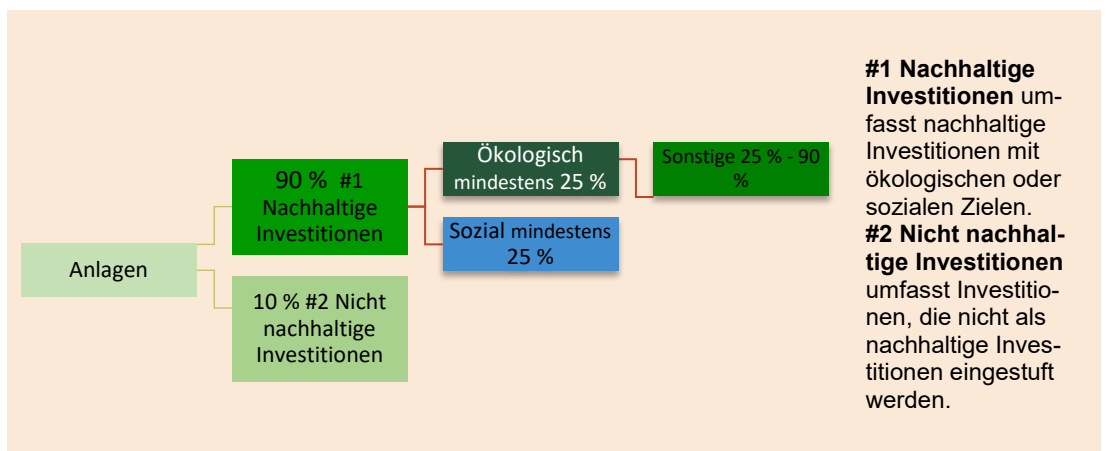 Anlagen
90 % #1
Nachhaltige
Investitionen
10 % #2 Nicht
nachhaltige
Investitionen
Ökologisch
mindestens 25 %
Sozial mindestens
25 %
Sonstige 25 % - 90
%
#1 Nachhaltige
Investitionen um-
fasst nachhaltige
Investitionen mit
ökologischen oder
sozialen Zielen.
#2 Nicht nachhal-
tige Investitionen
umfasst Investitio-
nen, die nicht als
nachhaltige Inves-
titionen eingestuft
werden.